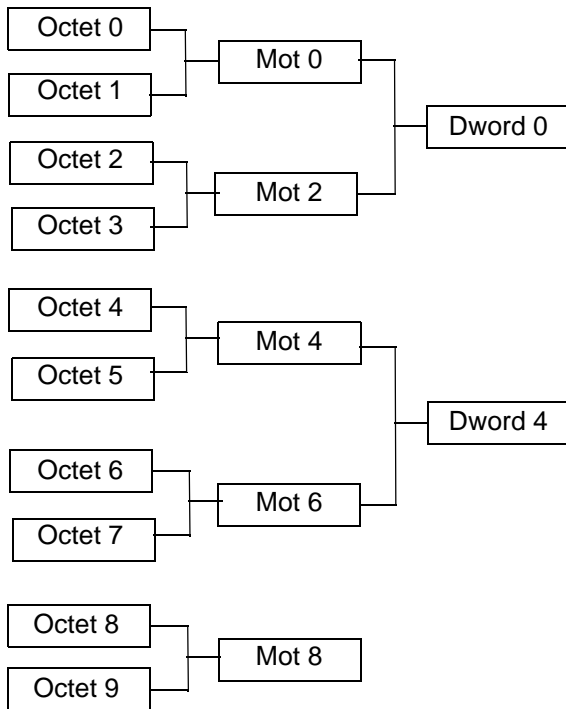 Octet 0
Octet 1
Mot 0
Dword 0
Octet 2
Octet 3
Mot 2
Octet 4
Octet 5
Mot 4
Dword 4
Octet 6
Octet 7
Mot 6
Octet 8
Octet 9
Mot 8